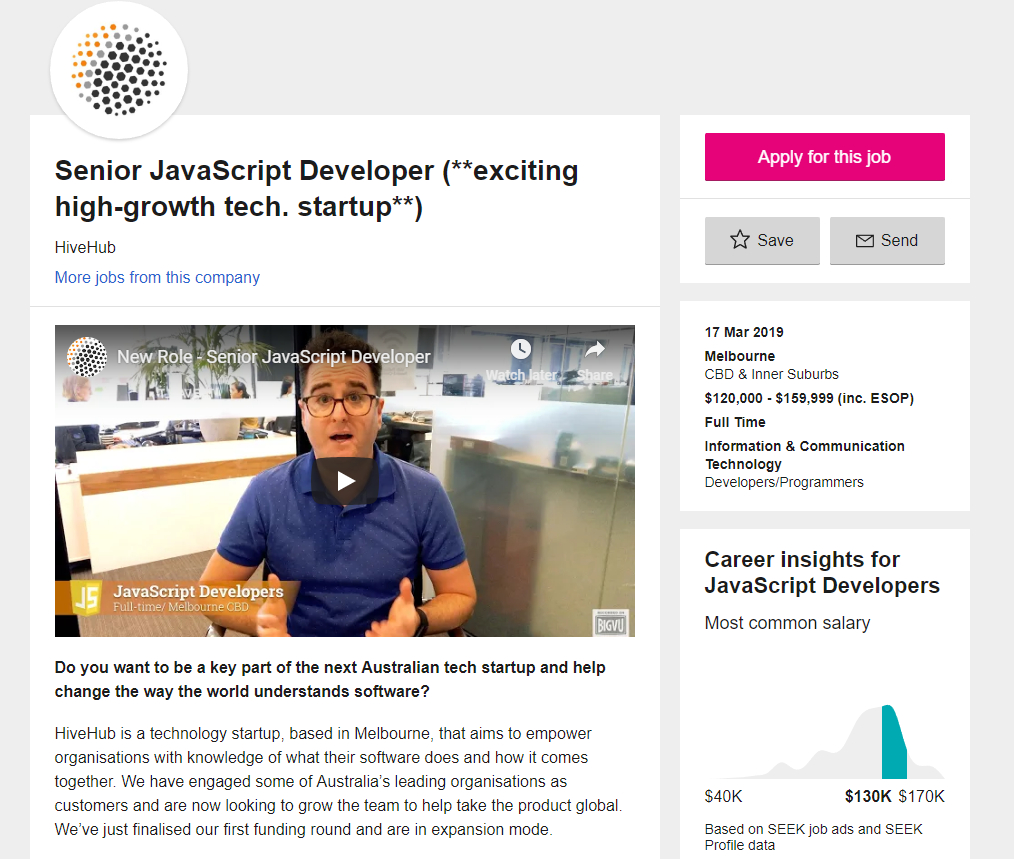 Senior JavaScript Developer (**exciting
high-growth tech. startup**)
HiveHub
More jobs from this company
New Role - Senior JavaScript Developer
Watch later
Share
JS
JavaScript Developers
Full-time/ Melbourne CBD
BIGVU
Do you want to be a key part of the next Australian tech startup and help
change the way the world understands software?
HiveHub is a technology startup, based in Melbourne, that aims to empower
organisations with knowledge of what their software does and how it comes
together. We have engaged some of Australia’s leading organisations as
customers and are now looking to grow the team to help take the product global.
We’ve just finalised our first funding round and are in expansion mode.
Apply for this job
Save
Send
17 Mar 2019
Melbourne
CBD & Inner Suburbs
$120,000 - $159,999 (inc. ESOP)
Full Time
Information & Communication
Technology
Developers/Programmers
Career insights for
JavaScript Developers
Most common salary
$40K
$130K
$170K
Based on SEEK job ads and SEEK
Profile data